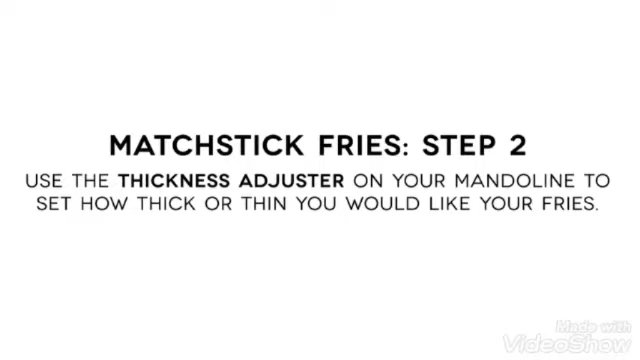 MATCHSTICK FRIES: STEP 2
USE THE THICKNESS ADJUSTER ON YOUR MANDOLINE TO
SET HOW THICK OR THIN YOU WOULD LIKE YOUR FRIES.
Made with
VideoShow